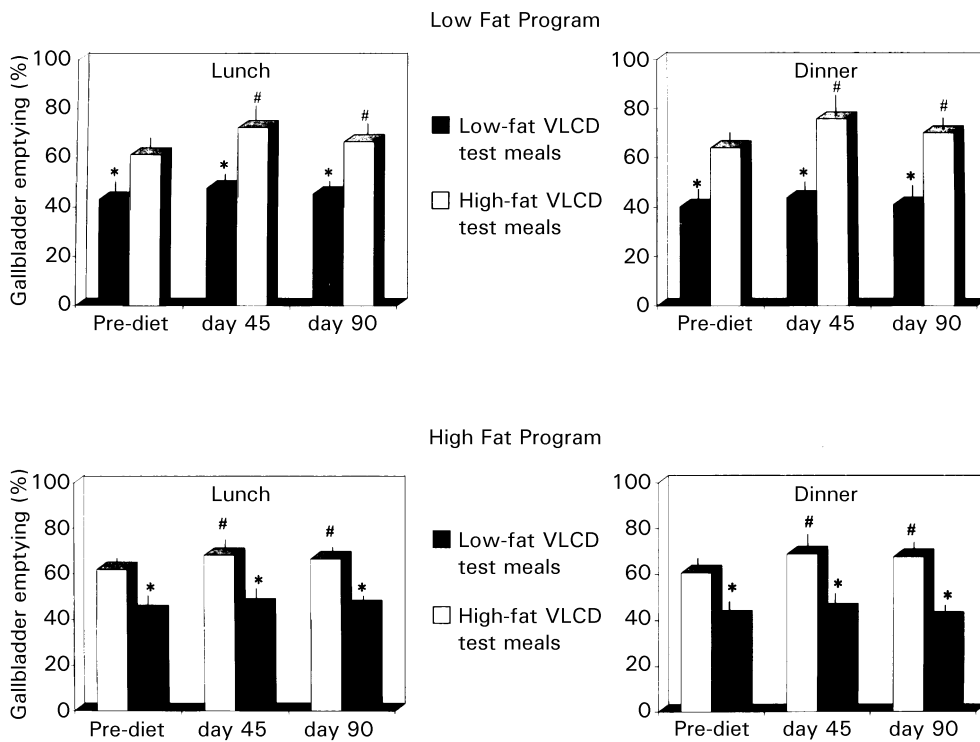 Low Fat Program
Gallbladder emptying (%)
100
80
60
40
20
0
Lunch
#
#
*
*
*
Pre-diet day 45 day 90
Low-fat VLCD
test meals
High-fat VLCD
test meals
100
80
60
40
20
0
Dinner
#
#
*
*
*
Pre-diet day 45 day 90
High Fat Program
Gallbladder emptying (%)
100
80
60
40
20
0
Lunch
#
#
*
*
*
Pre-diet day 45 day 90
Low-fat VLCD
test meals
High-fat VLCD
test meals
100
80
60
40
20
0
Dinner
#
#
*
*
*
Pre-diet day 45 day 90